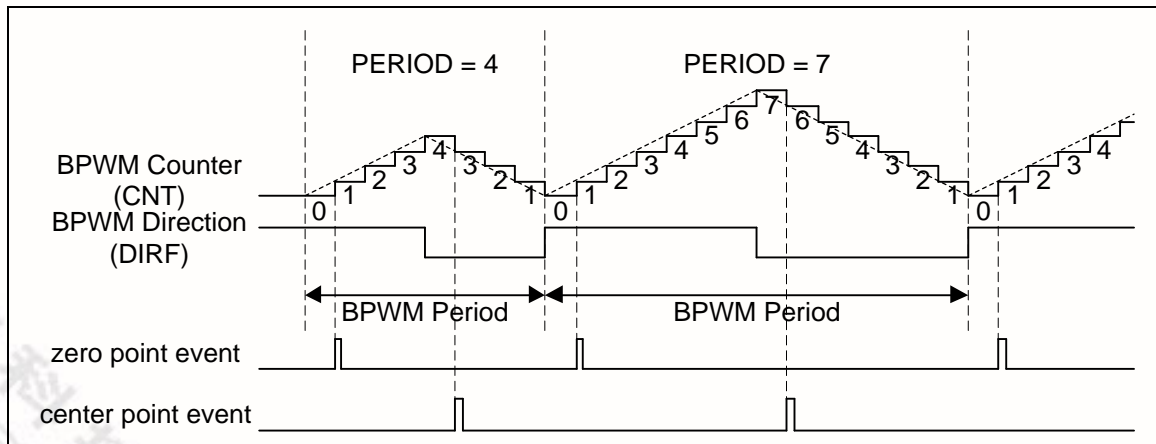 PERIOD = 4
PERIOD = 7
BPWM Counter
(CNT)
0 1 2 3 4 3 2 1 0 1 2 3 4 5 6 7 6 5 4 3 2 1 0 1 2 3 4
BPWM Direction
(DIRF)
BPWM Period
BPWM Period
zero point event
center point event